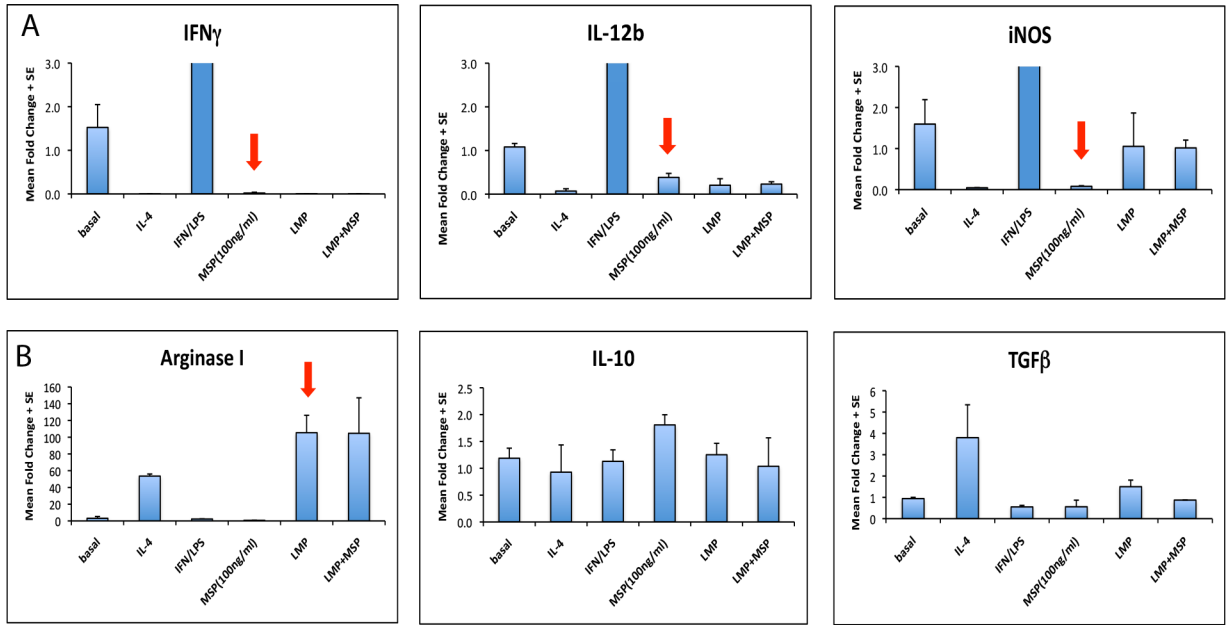 A
IFNγ
Mean Fold Change + SE
3.0
2.0
1.0
0.0
basal
IL-4
IFN/LPS
MSP(100ng/ml)
LMP
LMP+MSP
IL-12b
Mean Fold Change + SE
3.0
2.5
2.0
1.5
1.0
0.5
0.0
basal
IL-4
IFN/LPS
MSP(100ng/ml)
LMP
LMP+MSP
iNOS
Mean Fold Change + SE
3.0
2.0
1.0
0.0
basal
IL-4
IFN/LPS
MSP(100ng/ml)
LMP
LMP+MSP
B
Arginase I
Mean Fold Change + SE
160
140
120
100
80
60
40
20
0
basal
IL-4
IFN/LPS
MSP(100ng/ml)
LMP
LMP+MSP
IL-10
Mean Fold Change + SE
2.5
2.0
1.5
1.0
0.5
0.0
basal
IL-4
IFN/LPS
MSP(100ng/ml)
LMP
LMP+MSP
TGFβ
Mean Fold Change + SE
6
5
4
3
2
1
0
basal
IL-4
IFN/LPS
MSP(100ng/ml)
LMP
LMP+MSP